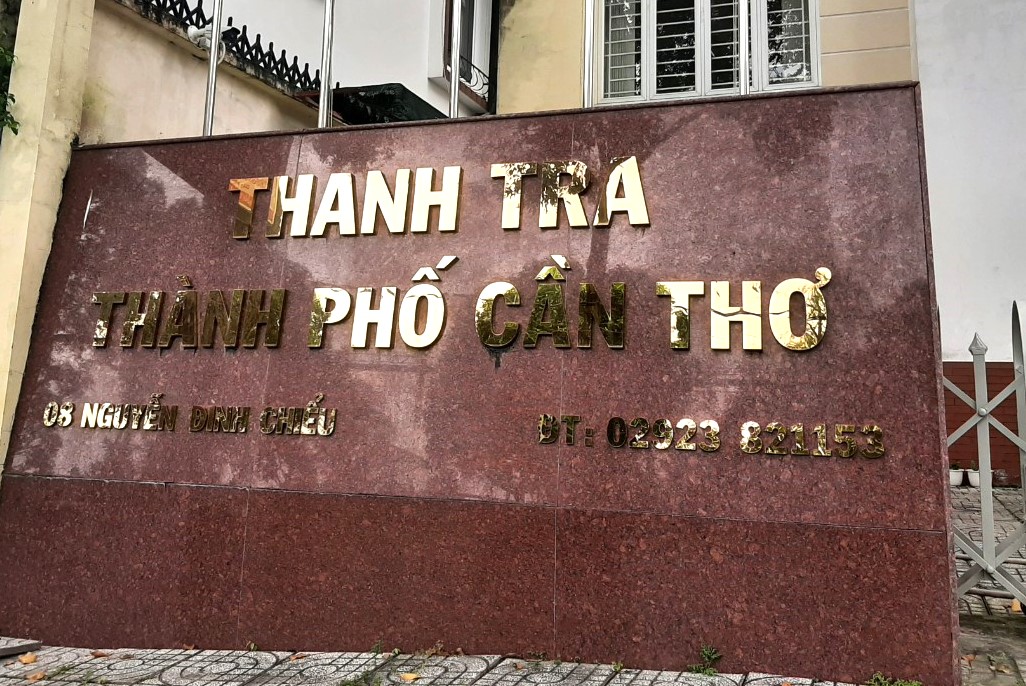 THANH TRA
THÀNH PHỐ CẦN THƠ
08 NGUYỄN ĐÌNH CHIỂU ĐT: 02923 821153